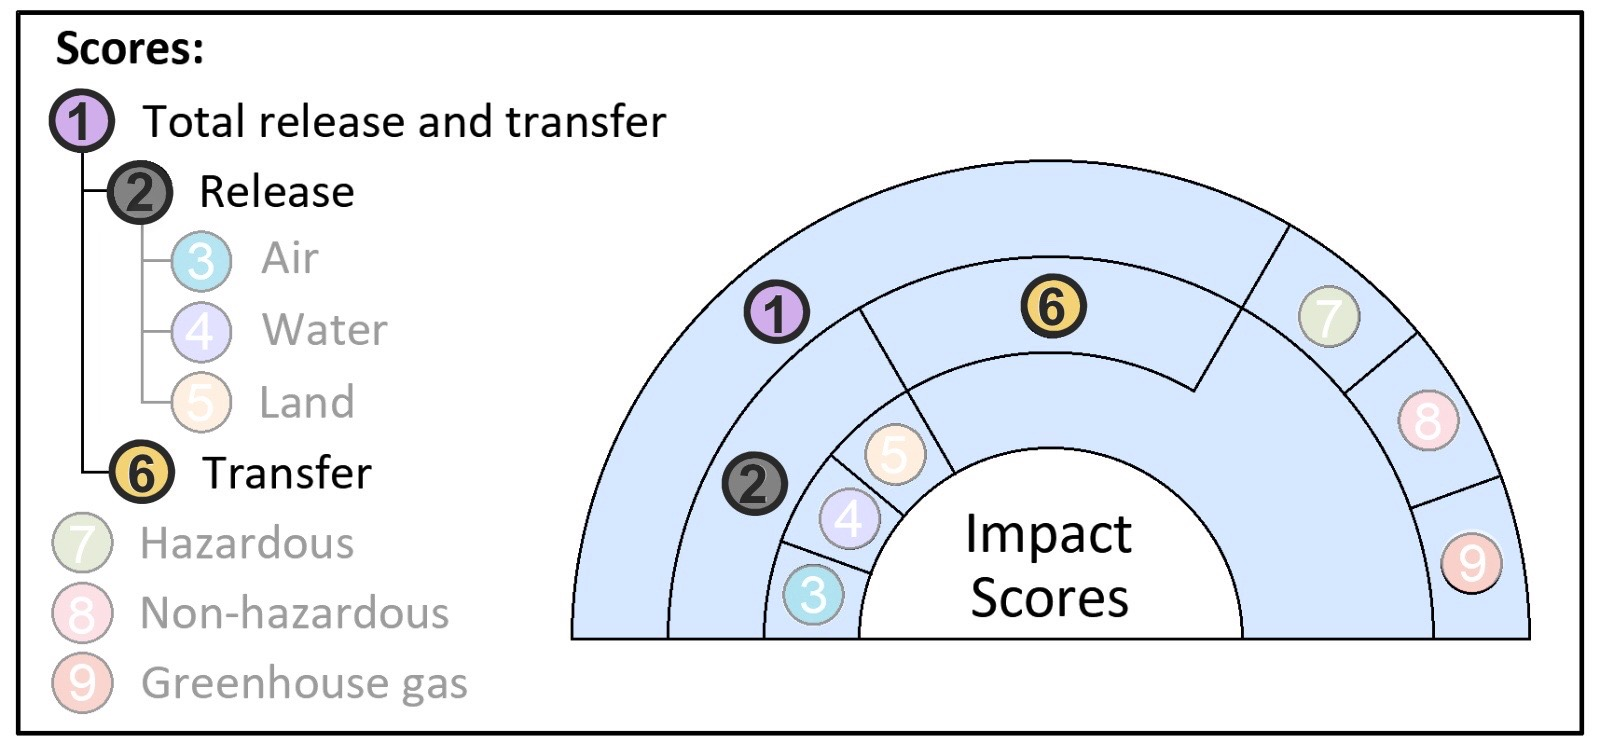 Scores:
1 Total release and transfer
2 Release
3 Air
4 Water
5 Land
6 Transfer
7 Hazardous
8 Non-hazardous
9 Greenhouse gas
1
2
3
4
5
6
7
8
9
Impact
Scores